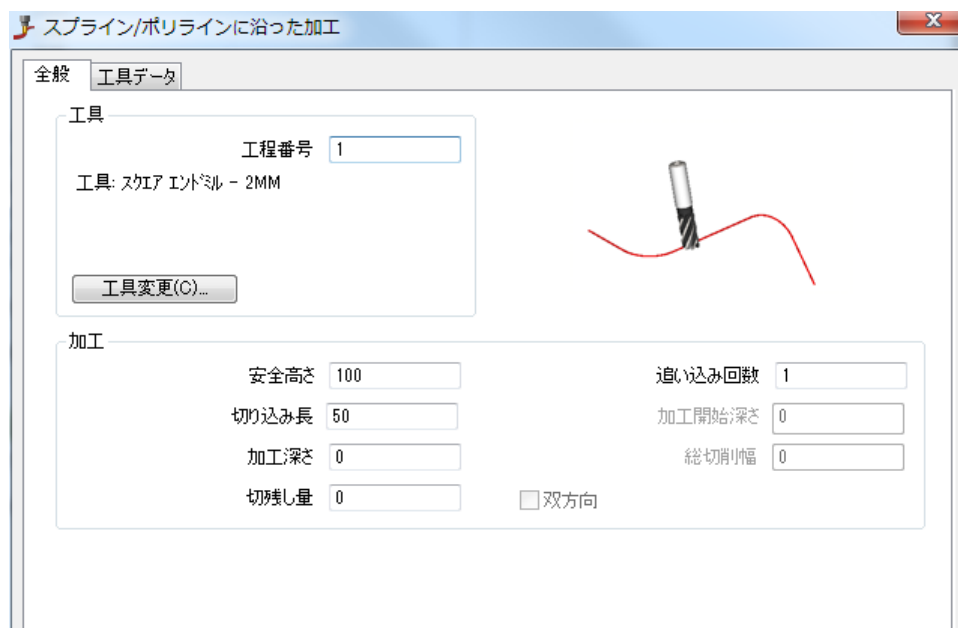 スプライン/ポリラインに沿った加工
全般
工具データ
工具
工程番号 1
工具: スクエア エンドミル - 2MM
工具変更(C)...
加工
安全高さ 100
追い込み回数 1
切り込み長 50
加工開始深さ 0
加工深さ 0
総切削幅 0
切残し量 0
双方向